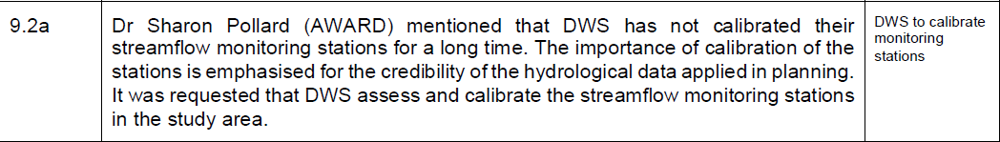 9.2a
Dr Sharon Pollard (AWARD) mentioned that DWS has not calibrated their
streamflow monitoring stations for a long time. The importance of calibration of the
stations is emphasised for the credibility of the hydrological data applied in planning.
It was requested that DWS assess and calibrate the streamflow monitoring stations
in the study area.
DWS to calibrate
monitoring
stations